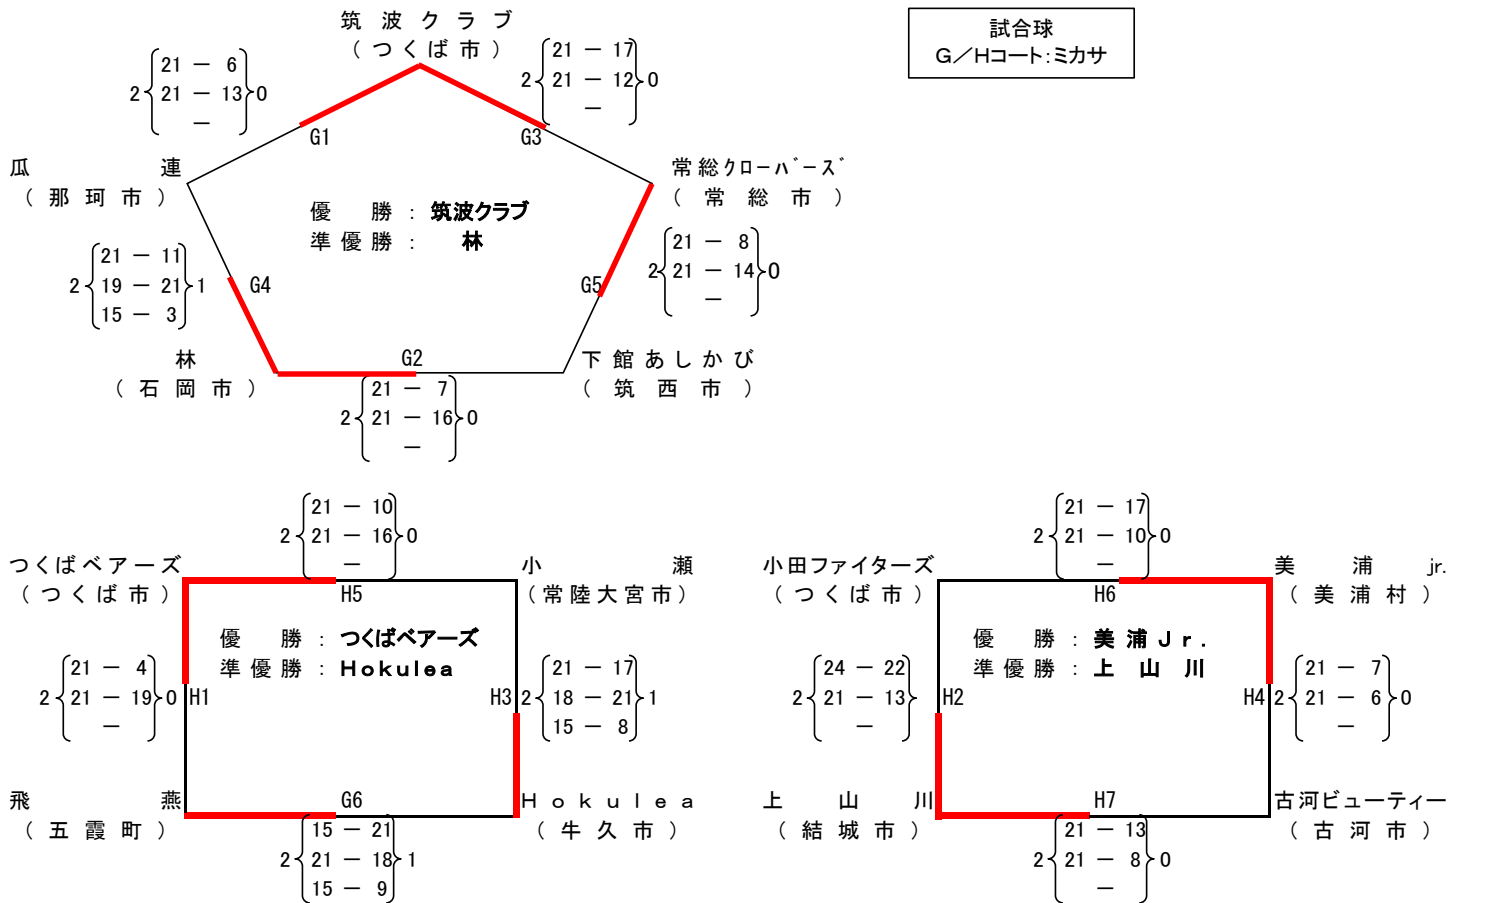 筑波クラブ
(つくば市)
試合球
G／Hコート:ミカサ
21 － 6
2 21 － 13 0
－
21 － 17
2 21 － 12 0
－
G1
G3
瓜連
(那珂市)
常総クローバーズ
(常総市)
優勝：筑波クラブ
準優勝：林
21 － 11
2 19 － 21 1
15 － 3
G4
21 － 8
2 21 － 14 0
－
G5
林
(石岡市)
G2
下館あしかび
(筑西市)
21 － 7
2 21 － 16 0
－
21 － 10
2 21 － 16 0
－
つくばベアーズ
(つくば市)
H5
小瀬
(常陸大宮市)
優勝：つくばベアーズ
準優勝：Hokulea
21 － 4
2 21 － 19 0
－
H1
H3
21 － 17
2 18 － 21 1
15 － 8
飛燕
(五霞町)
G6
Hokulea
(牛久市)
15 － 21
2 21 － 18 1
15 － 9
21 － 17
2 21 － 10 0
－
小田ファイターズ
(つくば市)
H6
美浦jr.
(美浦村)
優勝：美浦Jr.
準優勝：上山川
24 － 22
2 21 － 13
－
H2
H4
21 － 7
2 21 － 6 0
－
上山川
(結城市)
H7
古河ビューティー
(古河市)
21 － 13
2 21 － 8 0
－